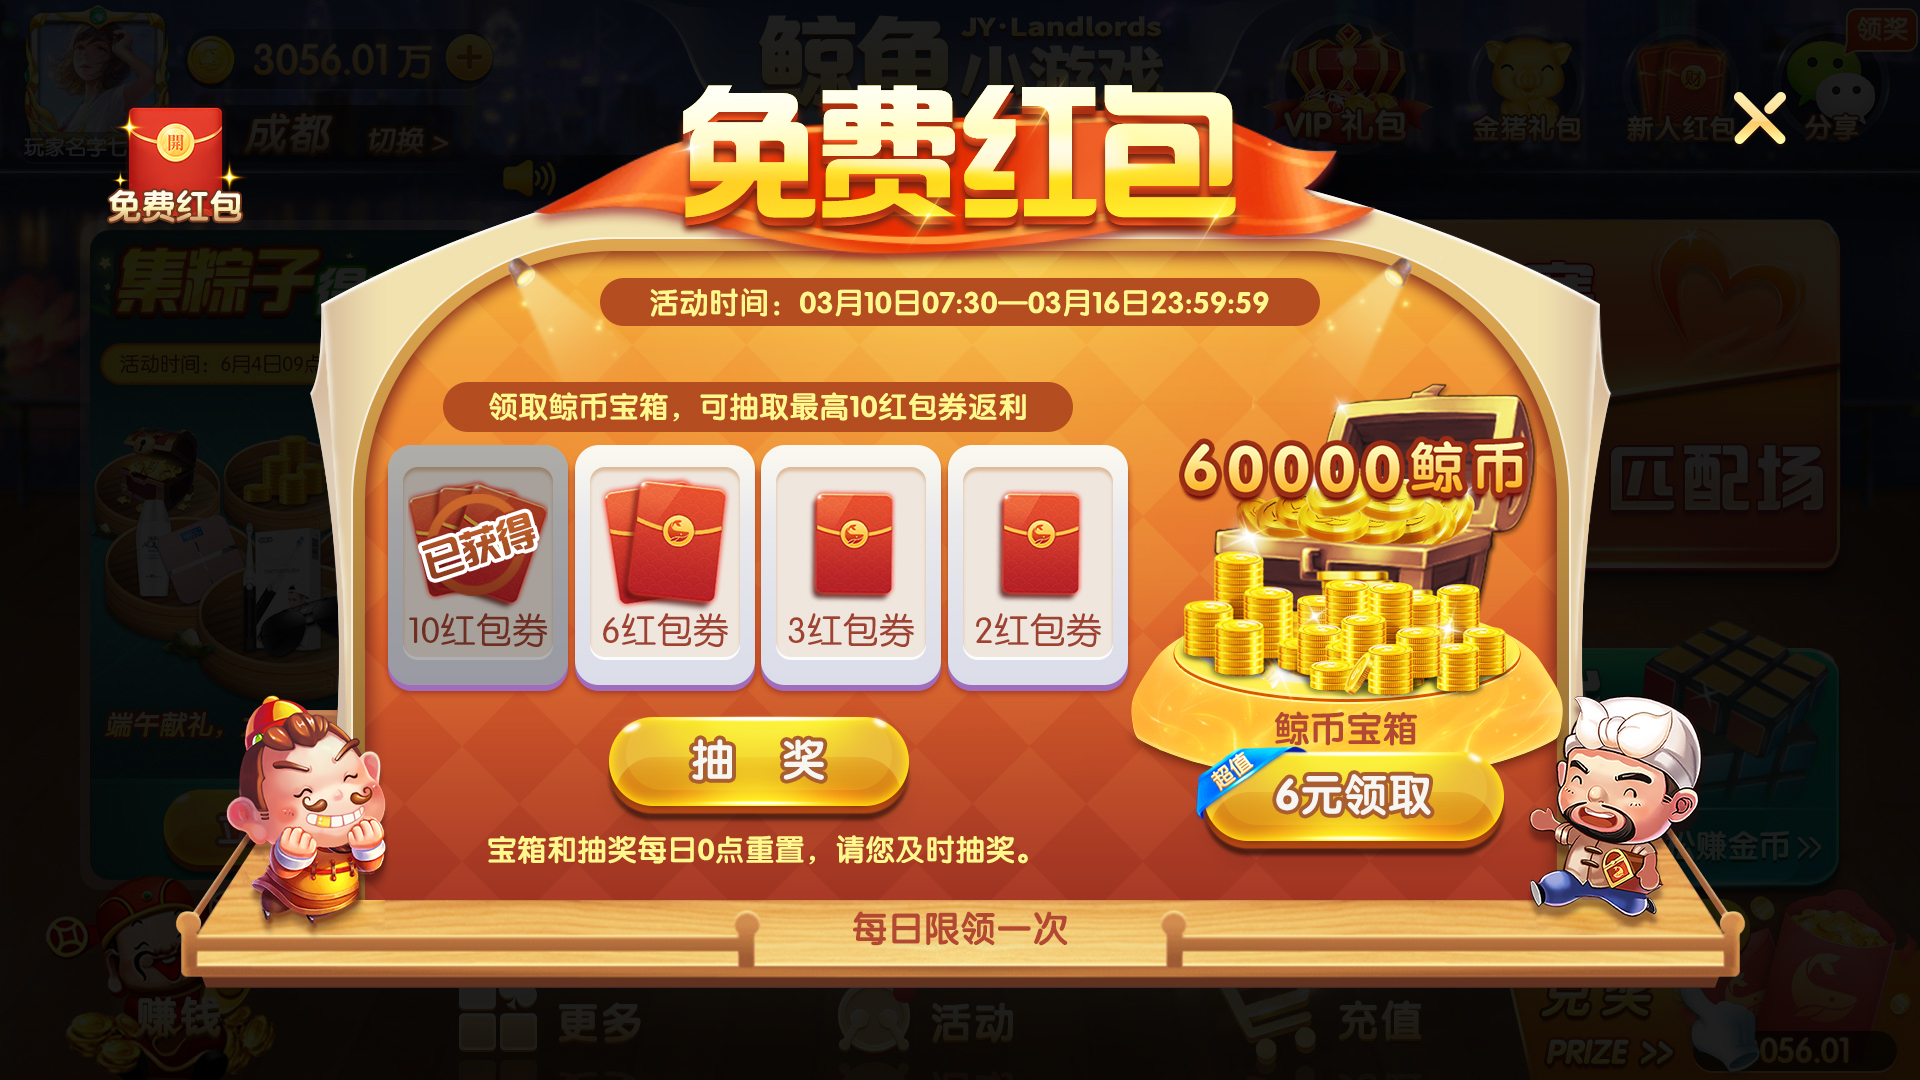 鲸鱼
JY·Landlords
小游戏
领奖
3056.01万
成都
切换 >
玩家名字七
VIP 礼包
金猪礼包
新人红包
分享
開
免费红包
免费红包
集粽子得
活动时间：6月4日09点
活动时间：03月10日07:30—03月16日23:59:59
领取鲸币宝箱，可抽取最高10红包券返利
已获得
10红包券
6红包券
3红包券
2红包券
60000鲸币
鲸币宝箱
超值
6元领取
抽 奖
宝箱和抽奖每日0点重置，请您及时抽奖。
每日限领一次
匹配场
端午献礼，
赚金币 >>
赚钱
更多
活动
充值
兑奖
PRIZE >>
056.01